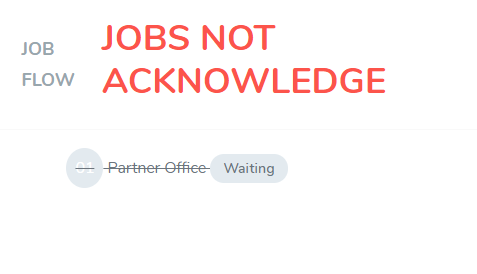 JOB
FLOW
JOBS NOT
ACKNOWLEDGE
01 Partner Office Waiting